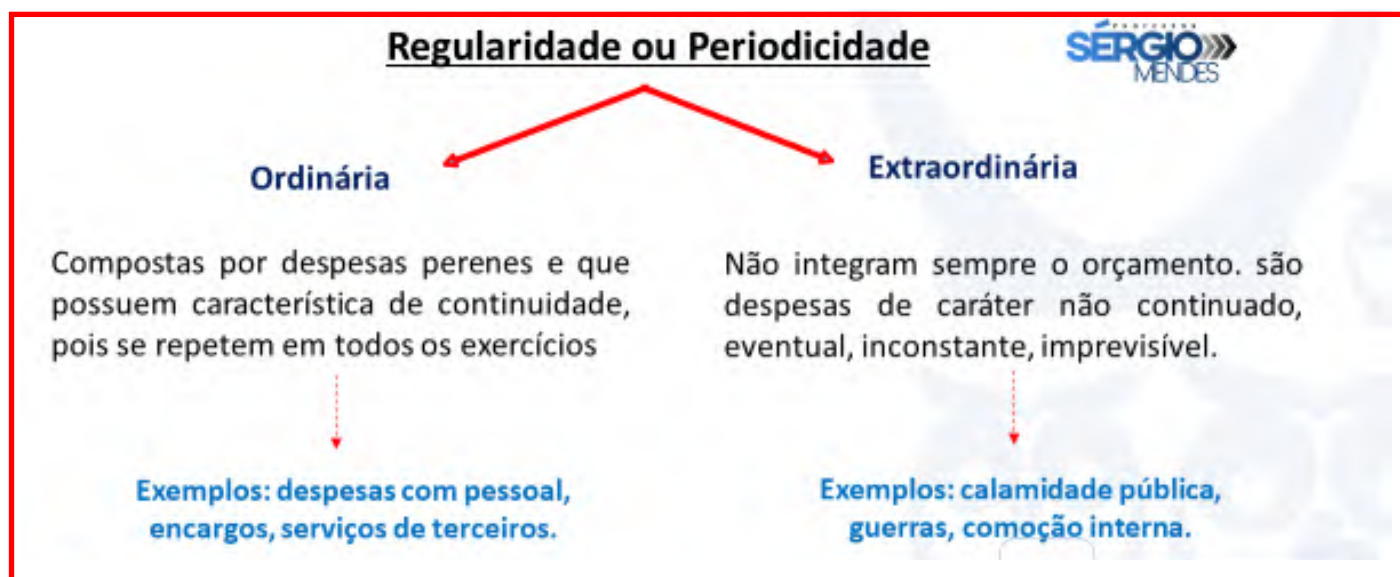 Regularidade ou Periodicidade
PROFESSOR
SÉRGIO
MENDES
Ordinária
Extraordinária
Compostas por despesas perenes e que
possuem característica de continuidade,
pois se repetem em todos os exercícios
Não integram sempre o orçamento. são
despesas de caráter não continuado,
eventual, inconstante, imprevisível.
Exemplos: despesas com pessoal,
encargos, serviços de terceiros.
Exemplos: calamidade pública,
guerras, comoção interna.